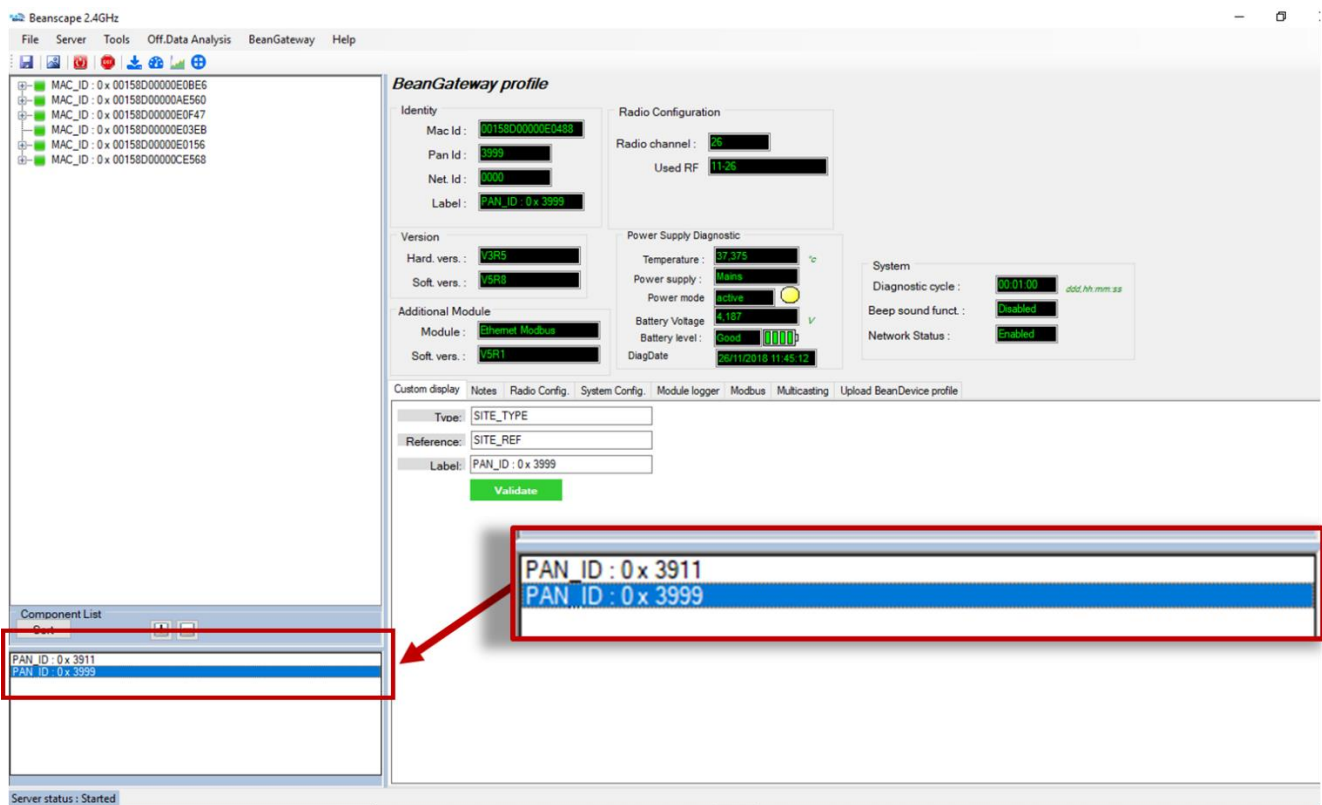 Beanscape 2.4GHz
File Server Tools Off.Data Analysis BeanGateway Help
MAC_ID : 0 x 00158D00000E0BE6
MAC_ID : 0 x 00158D00000AE560
MAC_ID : 0 x 00158D00000E0F47
MAC_ID : 0 x 00158D00000E03EB
MAC_ID : 0 x 00158D00000E0156
MAC_ID : 0 x 00158D00000CE568
BeanGateway profile
Identity
Mac Id : 00158D00000E0488
Pan Id : 3999
Net. Id : 0000
Label : PAN_ID : 0 x 3999
Radio Configuration
Radio channel : 26
Used RF 11-26
Version
Hard. vers. : V3R5
Soft. vers. : V5R8
Additional Module
Module : Ethernet Modbus
Soft. vers. : V5R1
Power Supply Diagnostic
Temperature : 37,375 °c
Power supply : Mains
Power mode active
Battery Voltage 4,187 V
Battery level : Good
DiagDate 26/11/2018 11:45:12
System
Diagnostic cycle : 00:01:00 ddd,hh:mm:ss
Beep sound funct. : Disabled
Network Status : Enabled
Custom display Notes Radio Config. System Config. Module logger Modbus Multicasting Upload BeanDevice profile
Type: SITE_TYPE
Reference: SITE_REF
Label: PAN_ID : 0 x 3999
Validate
PAN_ID : 0 x 3911
PAN_ID : 0 x 3999
Component List
PAN_ID : 0 x 3911
PAN_ID : 0 x 3999
Server status : Started